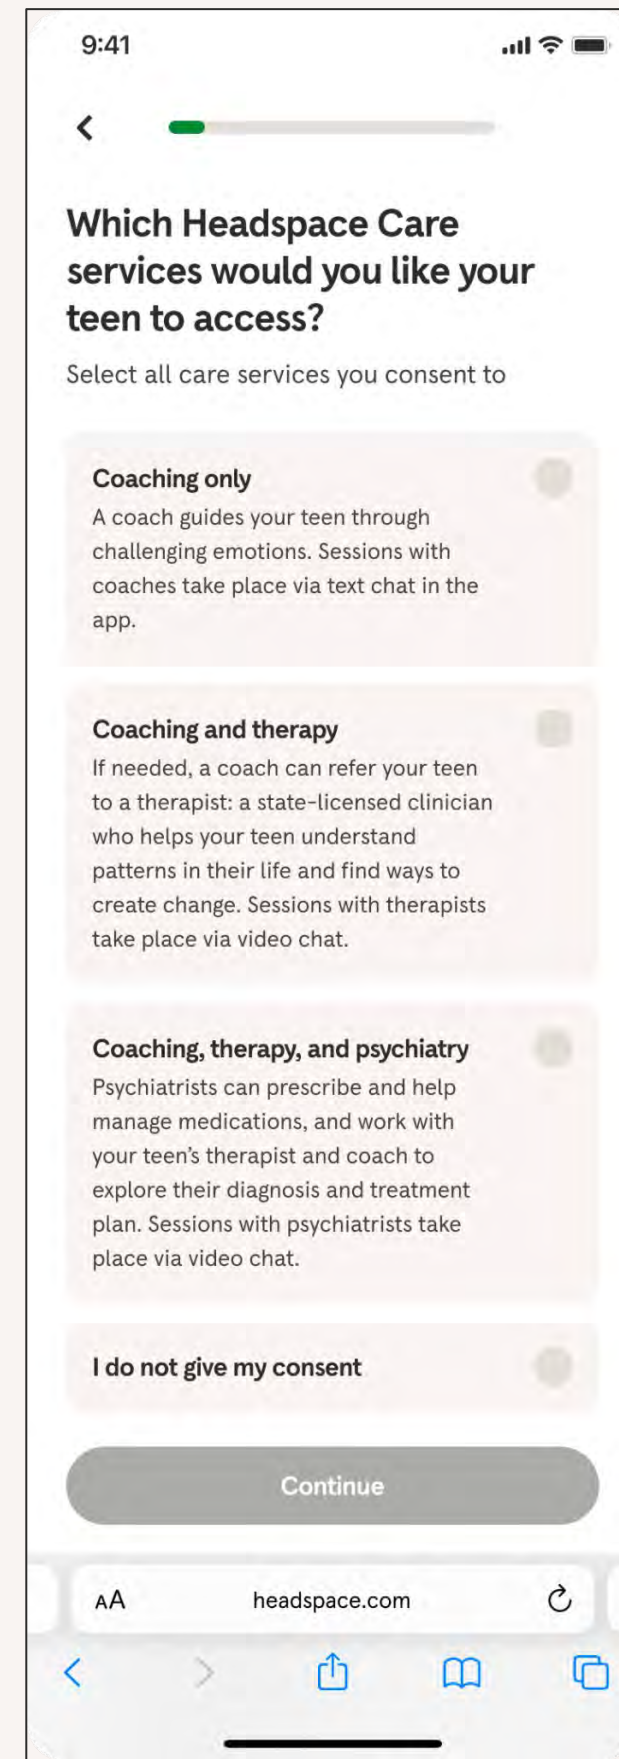 9:41
Which Headspace Care
services would you like your
teen to access?
Select all care services you consent to
Coaching only
A coach guides your teen through
challenging emotions. Sessions with
coaches take place via text chat in the
app.
Coaching and therapy
If needed, a coach can refer your teen
to a therapist: a state-licensed clinician
who helps your teen understand
patterns in their life and find ways to
create change. Sessions with therapists
take place via video chat.
Coaching, therapy, and psychiatry
Psychiatrists can prescribe and help
manage medications, and work with
your teen's therapist and coach to
explore their diagnosis and treatment
plan. Sessions with psychiatrists take
place via video chat.
I do not give my consent
Continue
AA headspace.com